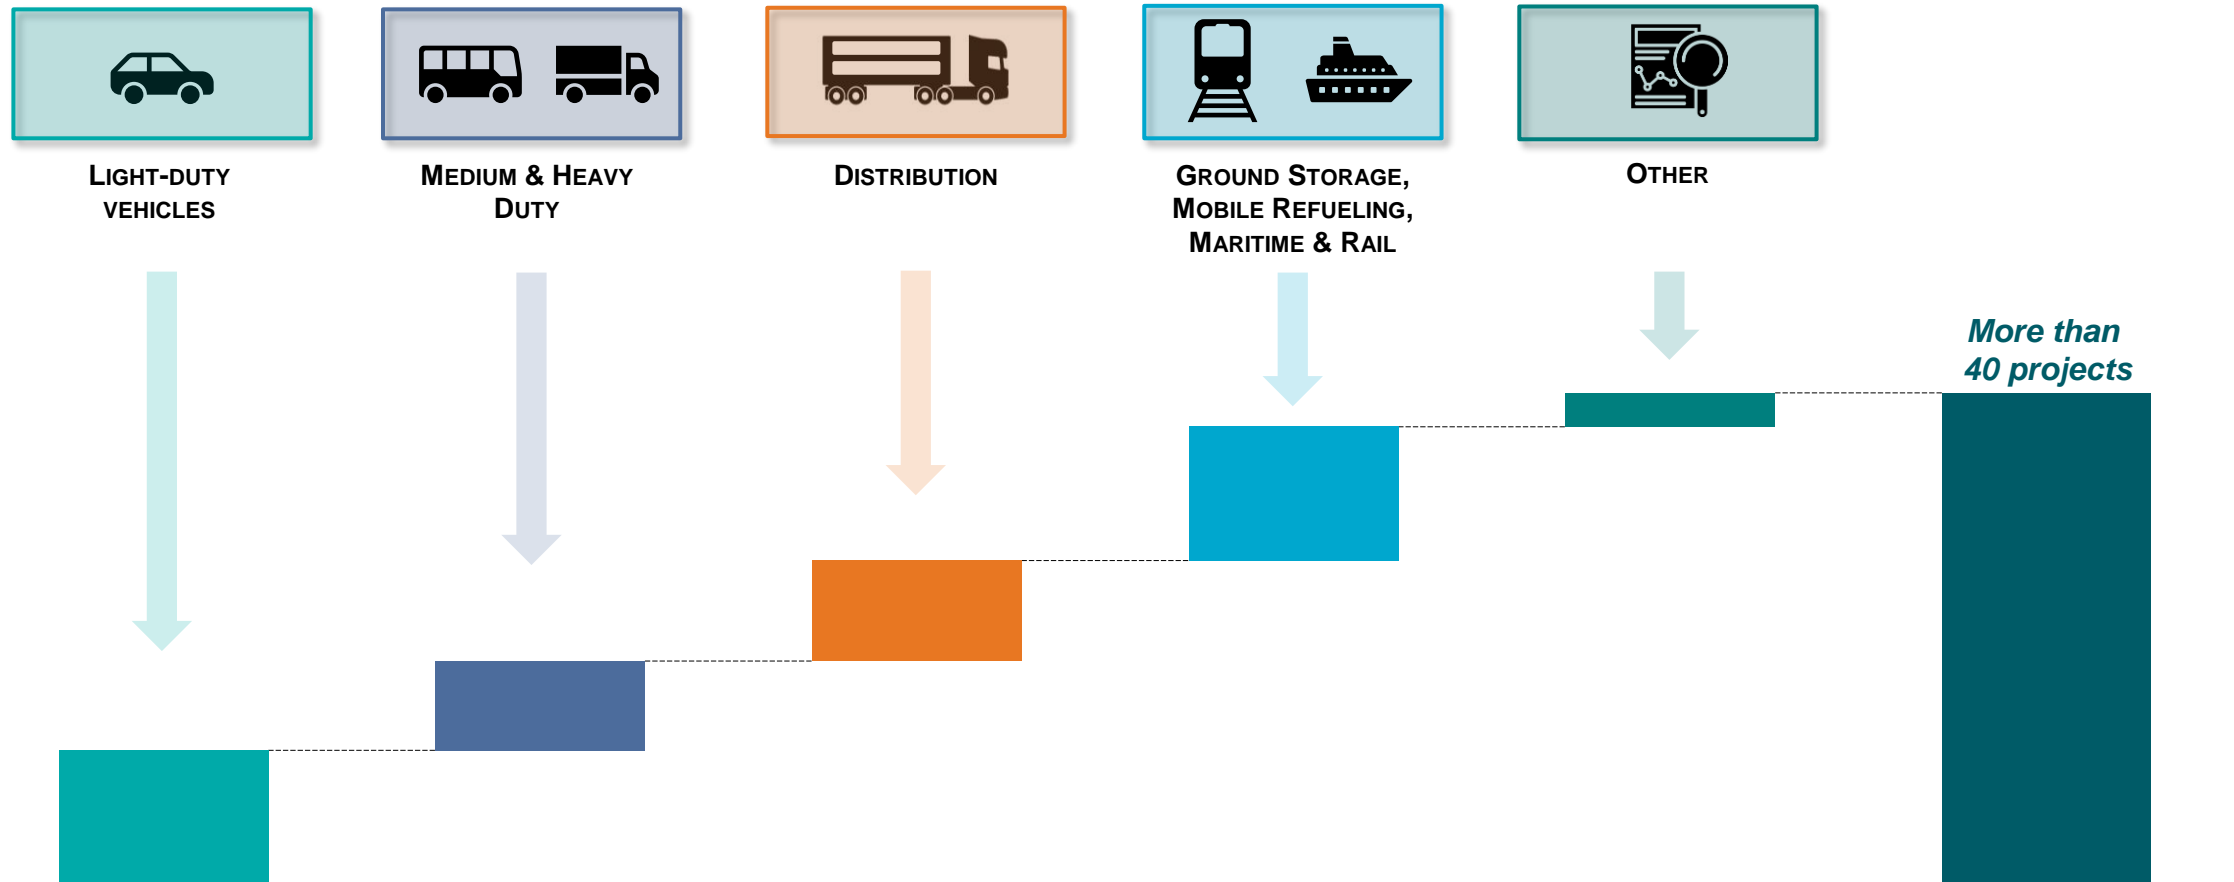 LIGHT-DUTY
VEHICLES
MEDIUM & HEAVY
DUTY
DISTRIBUTION
GROUND STORAGE,
MOBILE REFUELING,
MARITIME & RAIL
OTHER
More than
40 projects